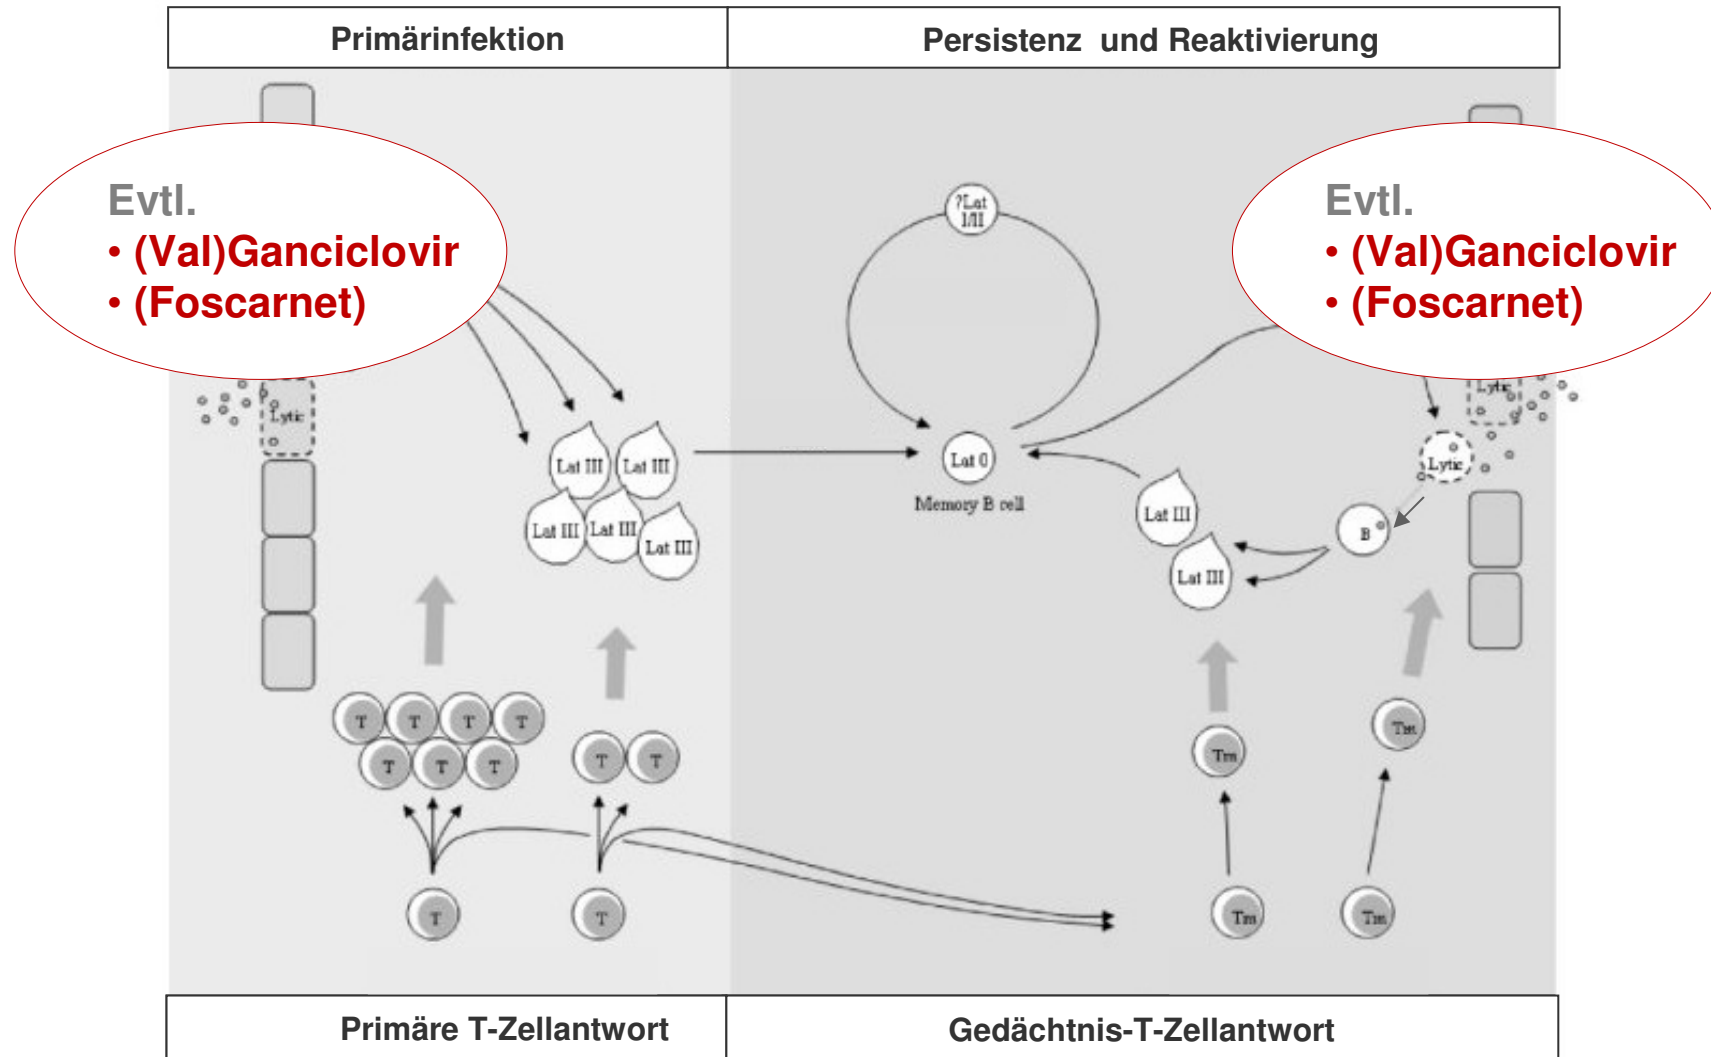 Primärinfektion
Persistenz und Reaktivierung
Evtl.
• (Val)Ganciclovir
• (Foscarnet)
?Lat
I/II
Evtl.
• (Val)Ganciclovir
• (Foscarnet)
Lytic
Lytic
Lat III
Lat III
Lat 0
Lytic
Memory B cell
Lat III
Lat III
Lat III
Lat III
B
Lat III
T
T
T
T
Tm
T
T
T
T
T
Tm
T
T
Tm
Tm
Primäre T-Zellantwort
Gedächtnis-T-Zellantwort